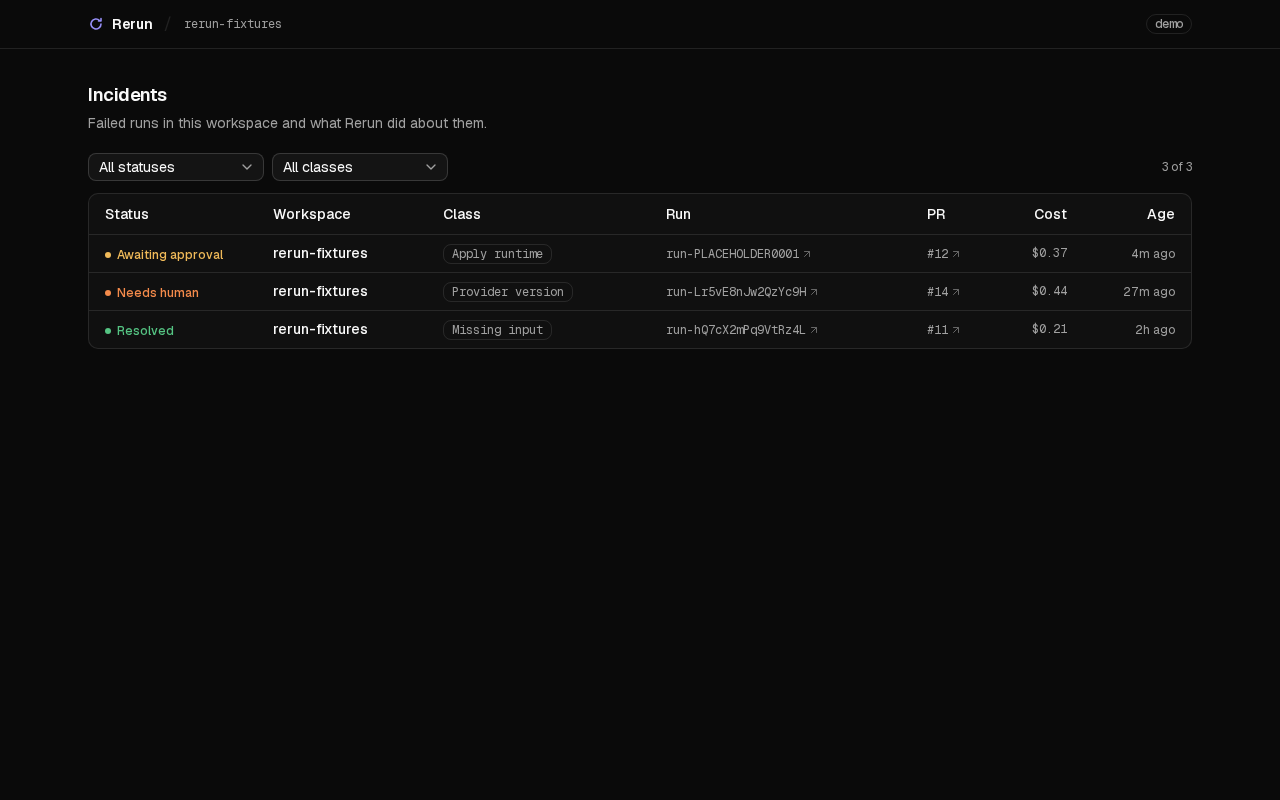 Rerun / rerun-fixtures demo
Incidents
Failed runs in this workspace and what Rerun did about them.
All statuses All classes 3 of 3
Status Workspace Class Run PR Cost Age
Awaiting approval rerun-fixtures Apply runtime run-PLACEHOLDER0001 #12 $0.37 4m ago
Needs human rerun-fixtures Provider version run-Lr5vE8nJw2QzYc9H #14 $0.44 27m ago
Resolved rerun-fixtures Missing input run-hQ7cX2mPq9VtRz4L #11 $0.21 2h ago